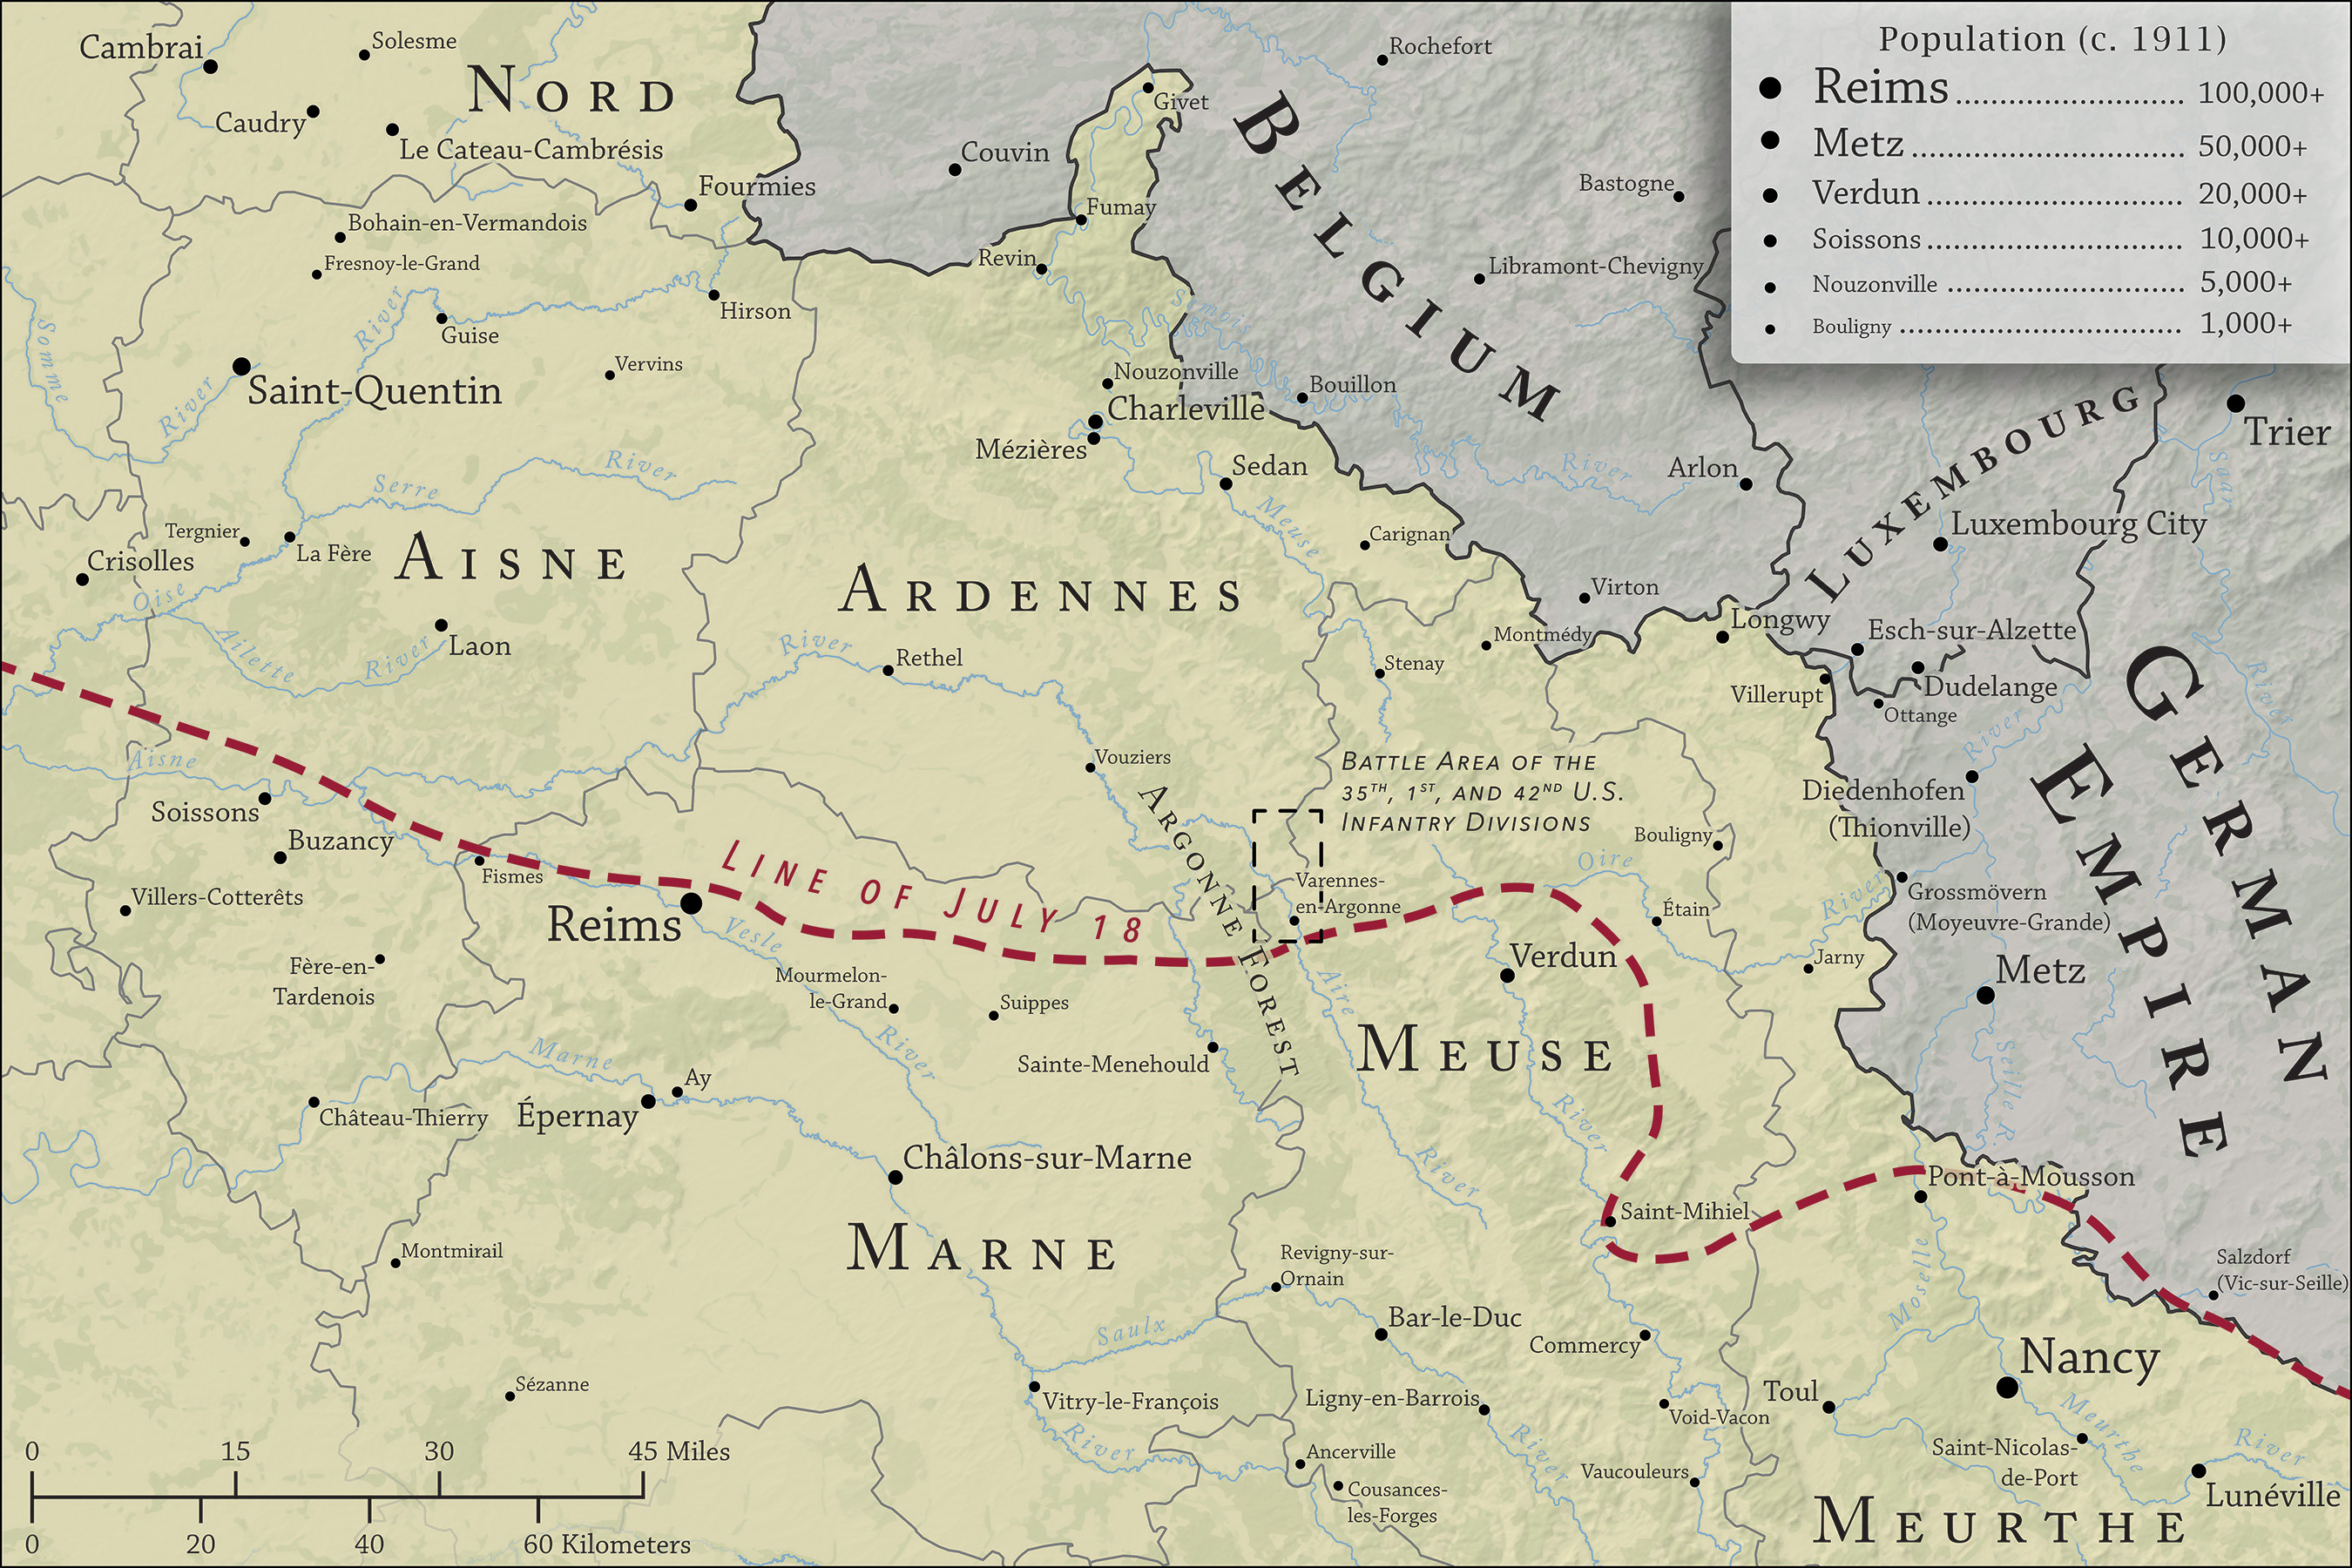 Population (c. 1911)
Reims 100,000+
Metz 50,000+
Verdun 20,000+
Soissons 10,000+
Nouzonville 5,000+
Bouligny 1,000+
Cambrai
Solesme
NORD
Caudry
Le Cateau-Cambrésis
Fourmies
Couvin
Givet
Rochefort
BELGIUM
Bastogne
Fumay
Revin
Libramont-Chevigny
Bohain-en-Vermandois
Fresnoy-le-Grand
Somme
River
River
Guise
Hirson
Vervins
Saint-Quentin
Semois
River
Nouzonville
Charleville
Mézières
Bouillon
Sedan
Meuse
Arlon
LUXEMBOURG
Trier
Saar
River
Luxembourg City
Serre
River
Tergnier
Crisolles
La Fère
AISNE
Oise
Ailette
River
Laon
ARDENNES
Carignan
Virton
Montmédy
Longwy
Esch-sur-Alzette
Dudelange
Villerupt
Ottange
GERMAN
EMPIRE
River
Rethel
Stenay
River
Vouziers
ARGONNE FOREST
BATTLE AREA OF THE
35TH, 1ST, AND 42ND U.S.
INFANTRY DIVISIONS
Diedenhofen
(Thionville)
Aisne
Soissons
Buzancy
Villers-Cotterêts
Fismes
LINE OF JULY 18
Reims
Vesle
River
Varennes-
en-Argonne
Oire
River
Bouligny
Étain
Grossmövern
(Moyeuvre-Grande)
Jarny
Metz
Verdun
Fère-en-
Tardenois
Mourmelon-
le-Grand
Suippes
Sainte-Menehould
Aire
River
MEUSE
River
Seille R.
Marne
Ay
Château-Thierry
Épernay
Châlons-sur-Marne
MARNE
Montmirail
Saint-Mihiel
Pont-à-Mousson
Salzdorf
(Vic-sur-Seille)
Revigny-sur-
Ornain
Saulx
Bar-le-Duc
Commercy
Moselle
Nancy
Sézanne
Vitry-le-François
River
Ligny-en-Barrois
River
Void-Vacon
Toul
Meurthe
River
Saint-Nicolas-
de-Port
Lunéville
Ancerville
Cousances-
les-Forges
Vaucouleurs
MEURTHE
0 15 30 45 Miles
0 20 40 60 Kilometers